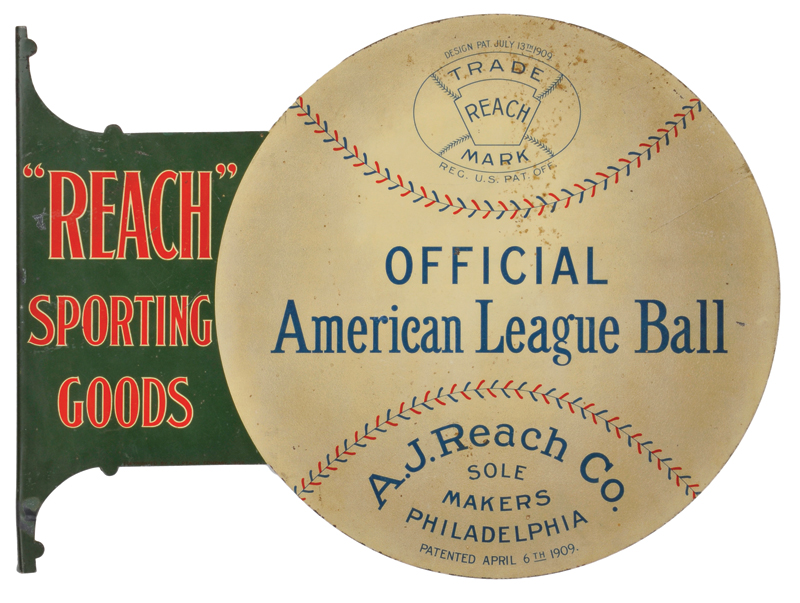 "REACH"
SPORTING
GOODS
DESIGN PAT. JULY 13TH 1909
TRADE
REACH
MARK
REG. U.S. PAT. OFF.
OFFICIAL
American League Ball
A.J. Reach Co.
SOLE
MAKERS
PHILADELPHIA
PATENTED APRIL 6TH 1909.